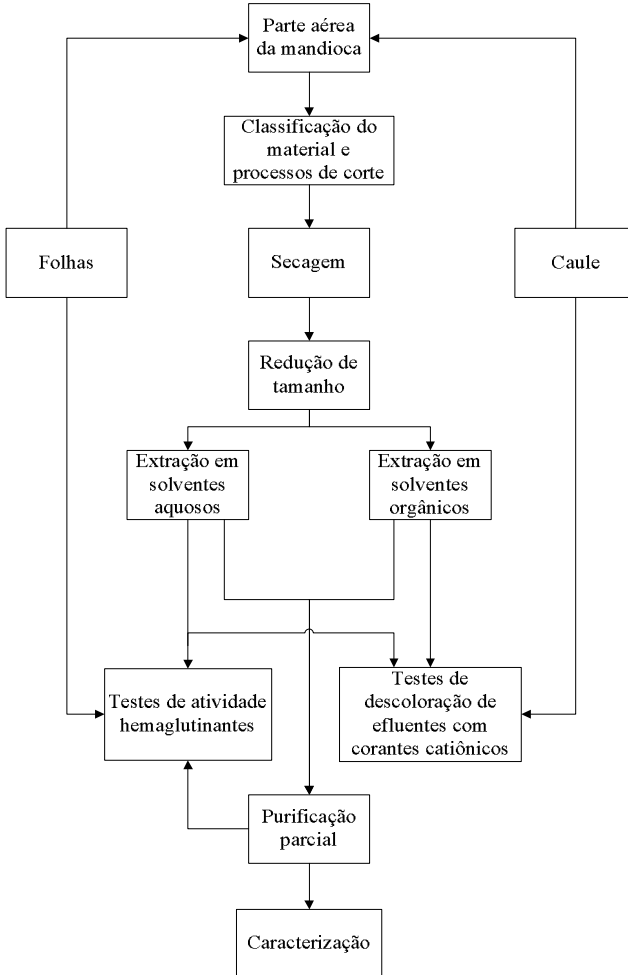 Parte aérea
da mandioca
Classificação do
material e
processos de corte
Folhas
Secagem
Caule
Redução de
tamanho
Extração em
solventes
aquosos
Extração em
solventes
orgânicos
Testes de atividade
hemaglutinantes
Testes de
descoloração de
efluentes com
corantes catiônicos
Purificação
parcial
Caracterização